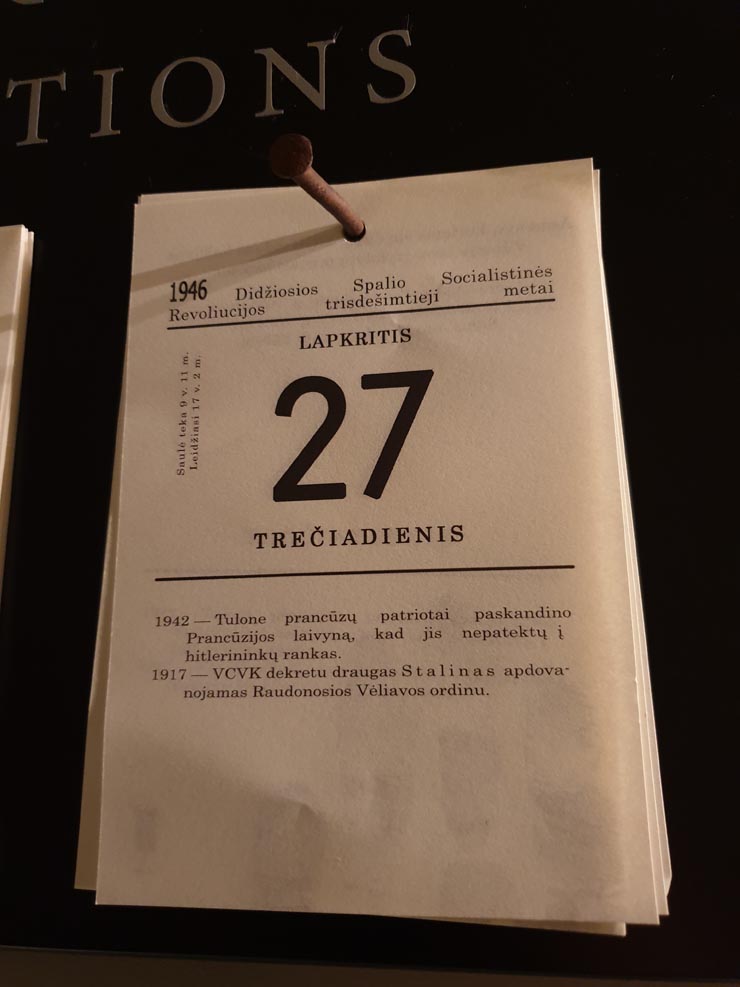 TIONS
1946 Didžiosios Spalio Socialistinės
Revoliucijos trisdešimtieji metai
LAPKRITIS
Saulė teka 9 v. 11 m.
Leidžiasi 17 v. 2 m.
27
TREČIADIENIS
1942 — Tulone prancūzų patriotai paskandino
Prancūzijos laivyną, kad jis nepatektų į
hitlerininkų rankas.
1917 — VCVK dekretu draugas Stalinas apdova-
nojamas Raudonosios Vėliavos ordinu.